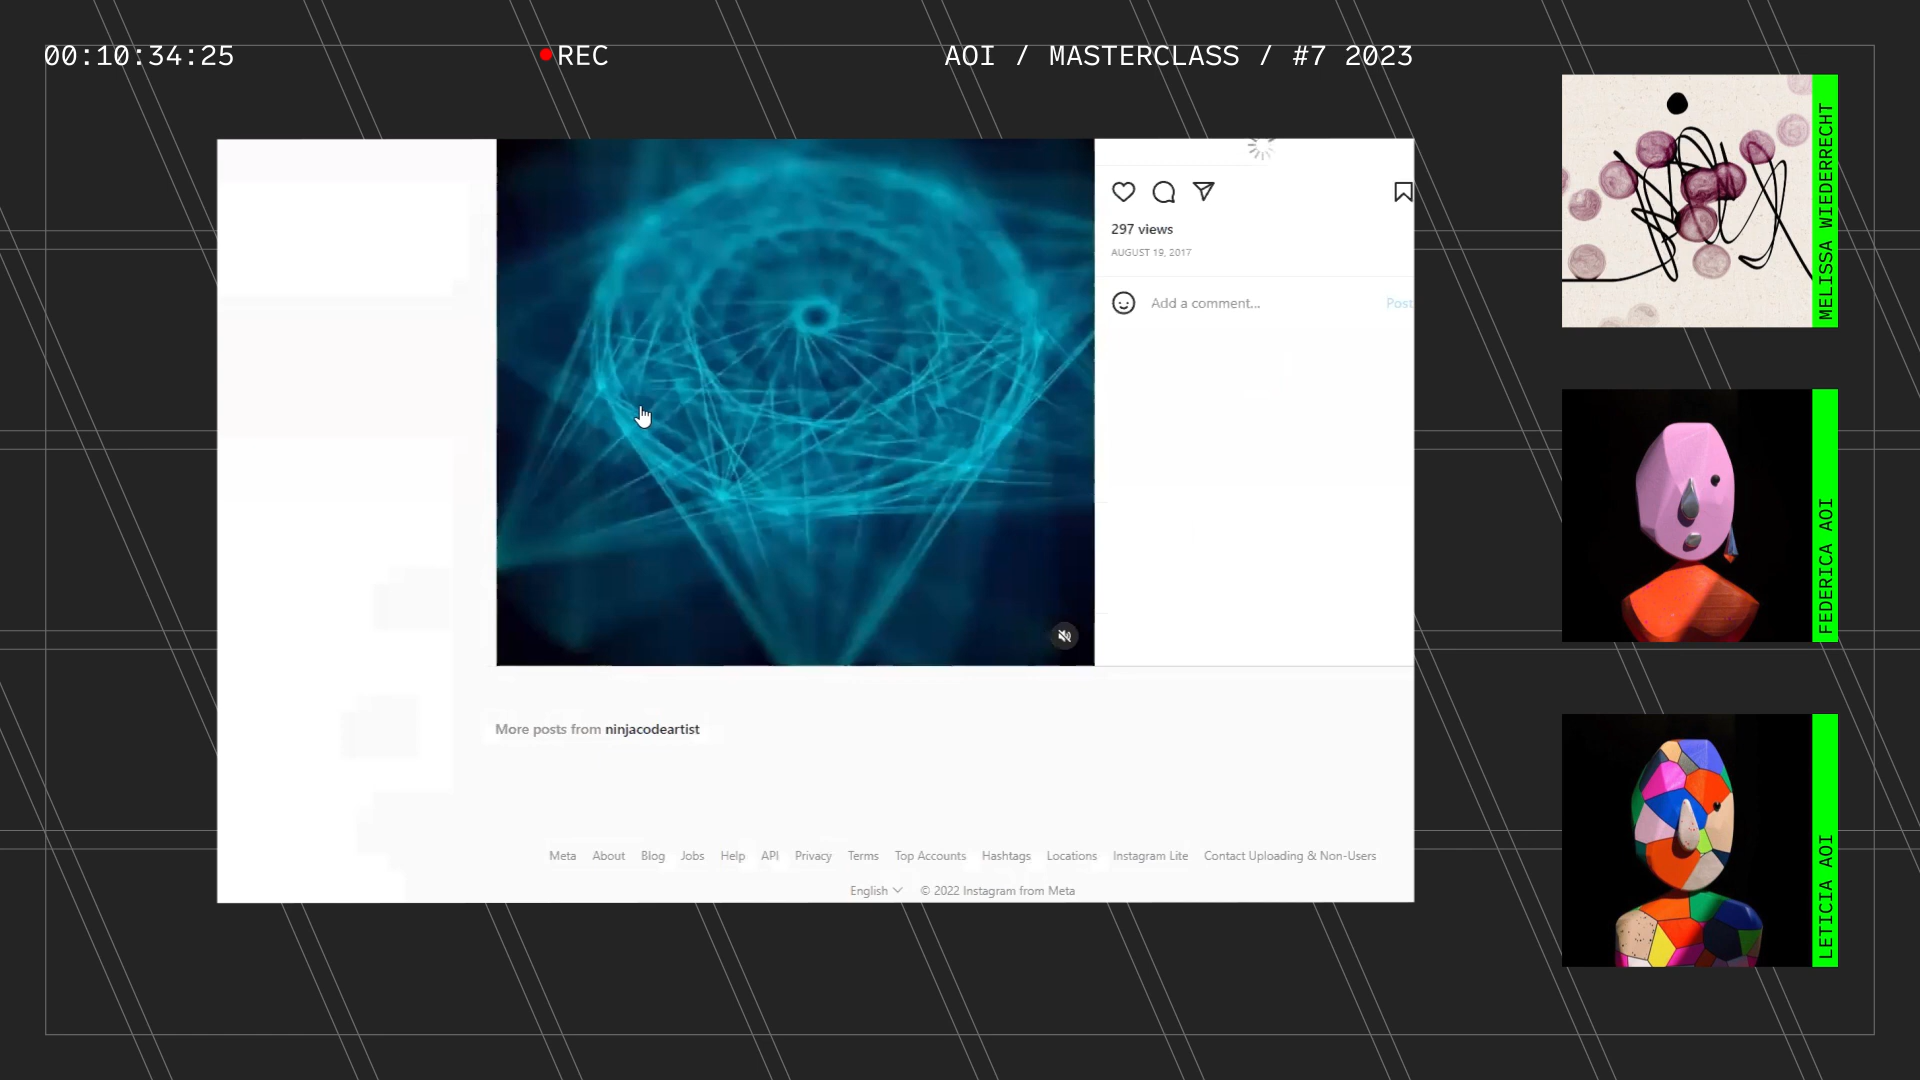 00:10:34:25
REC
AOI / MASTERCLASS / #7 2023
297 views
AUGUST 19, 2017
Add a comment...
Post
More posts from ninjacodeartist
Meta About Blog Jobs Help API Privacy Terms Top Accounts Hashtags Locations Instagram Lite Contact Uploading & Non-Users
English © 2022 Instagram from Meta
MELISSA WIEDERRECHT
FEDERICA AOI
LETICIA AOI